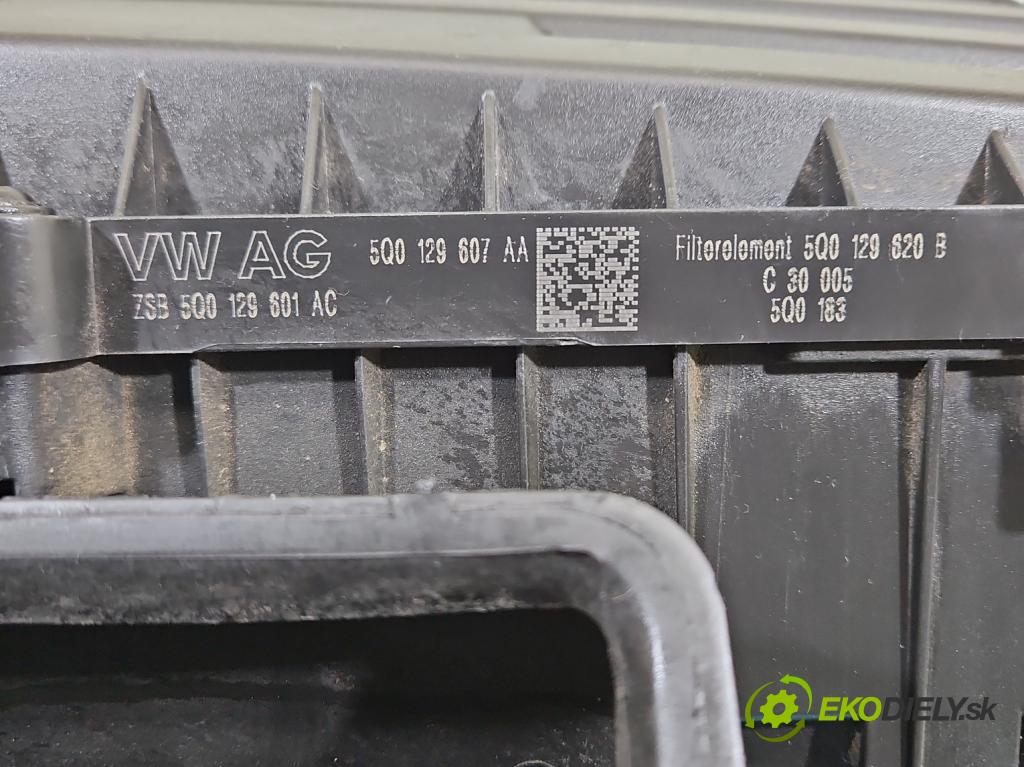 VW AG
ZSB 5Q0 129 601 AC
5Q0 129 607 AA
Filterelement 5Q0 129 620 B
C 30 005
5Q0 183
EKODIELY.sk